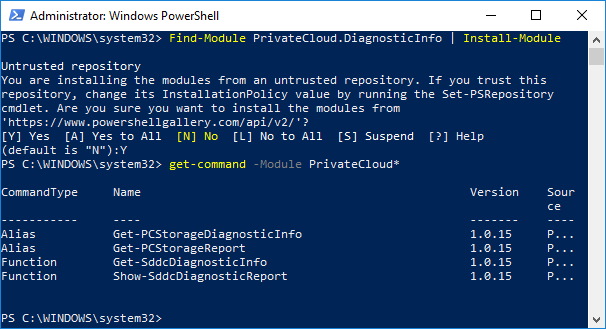 Administrator: Windows PowerShell
PS C:\WINDOWS\system32> Find-Module PrivateCloud.DiagnosticInfo | Install-Module
Untrusted repository
You are installing the modules from an untrusted repository. If you trust this
repository, change its InstallationPolicy value by running the Set-PSRepository
cmdlet. Are you sure you want to install the modules from
'https://www.powershellgallery.com/api/v2/'?
[Y] Yes  [A] Yes to All  [N] No  [L] No to All  [S] Suspend  [?] Help
(default is "N"):Y
PS C:\WINDOWS\system32> get-command -Module PrivateCloud*
CommandType     Name                                               Version    Sour
                                                                              ce
-----------     ----                                               -------    ----
Alias           Get-PCStorageDiagnosticInfo                        1.0.15     P...
Alias           Get-PCStorageReport                                1.0.15     P...
Function        Get-SddcDiagnosticInfo                             1.0.15     P...
Function        Show-SddcDiagnosticReport                          1.0.15     P...
PS C:\WINDOWS\system32>